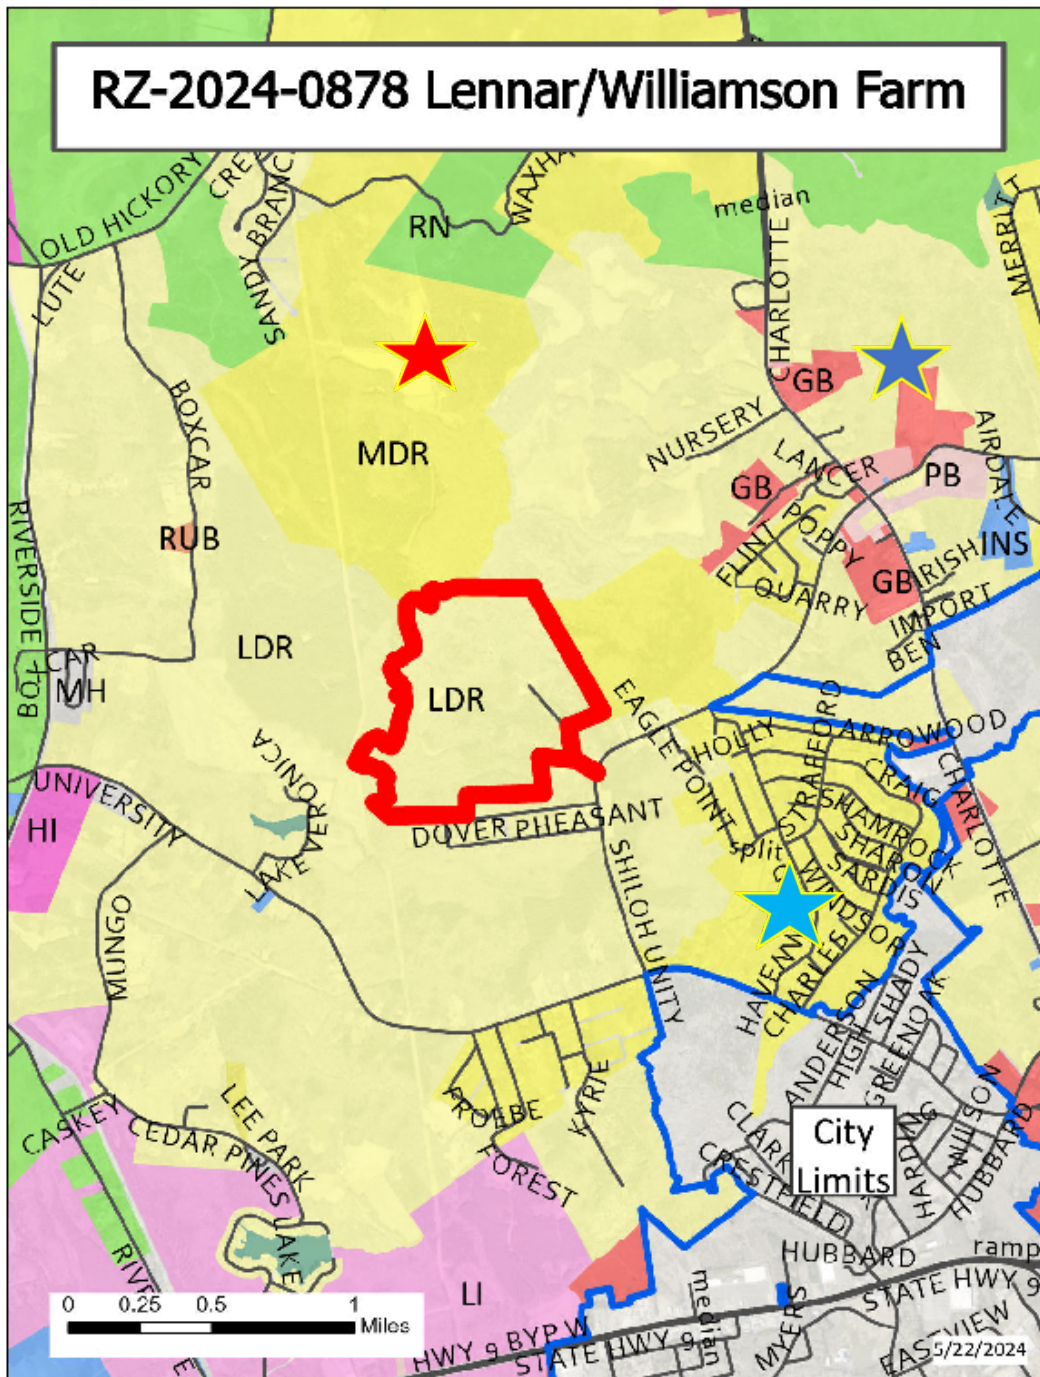 RZ-2024-0878 Lennar/Williamson Farm
OLD HICKORY
SANDY BRANCH
RN
median
CHARLOTTE
MERRITT
LUTE
BOXCAR
MDR
NURSERY
GB
LANCER
AIRDALE
PB
GB
RUB
FLINT
POPPY
INS
QUARRY
GB
IRISH
IMPORT
BEN
RIVERSIDE
708
LDR
CAR
MH
LDR
EAGLE POINT
HOLLY
STRAFFORD
ARROWOOD
CRAIG
CHARLOTTE
SHAMROCK
SHARON
SARDIS
WINDSOR
split
UNIVERSITY
LAKE VERONICA
DOVER PHEASANT
SHILOH UNITY
HI
MUNGO
CHARLES
ANDERSON
HIGH
SHADY
GREENOAK
WILSON
HUBBARD
HARDING
CASKEY
LEE PARK
CEDAR PINES LAKE
FROEBE
KYRIE
FOREST
CLARK
CRESTFIELD
City
Limits
HUBBARD
ramp
STATE HWY 9
LI
median
MYERS
HWY 9 BYP W
STATE HWY 9
EASTVIEW
0 0.25 0.5 1
Miles
5/22/2024